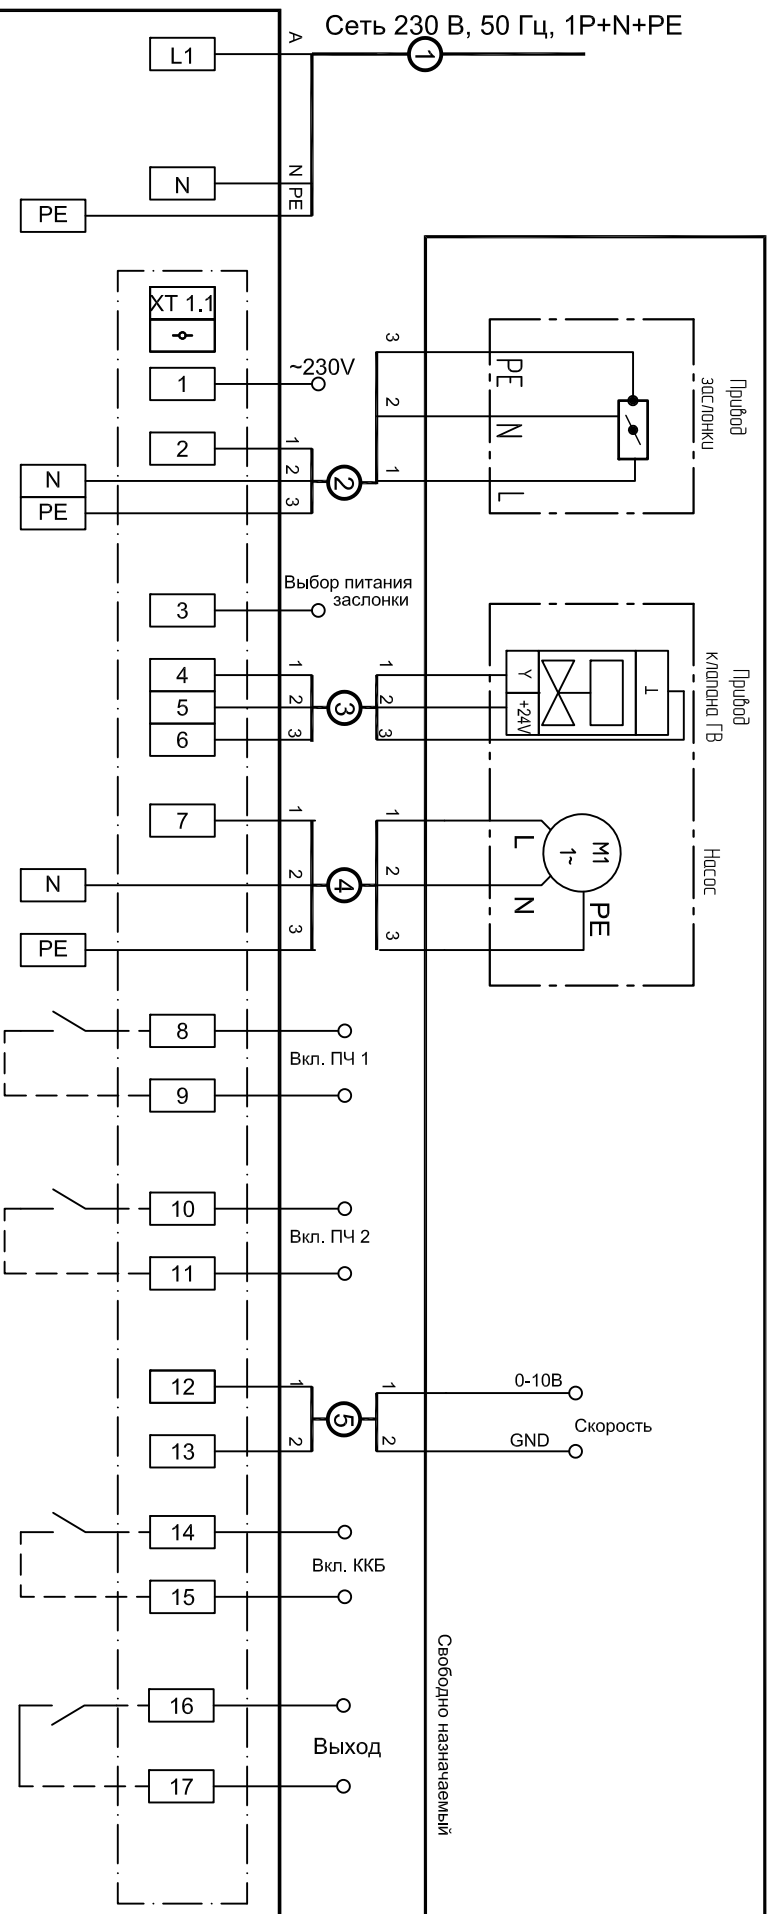 Сеть 230 В, 50 Гц, 1P+N+PE
A
L1
1
N
N
PE
PE
XT 1.1
1
~230V
3
PE
Привод
заслонки
2
N
2
1
1
L
N
2
2
PE
3
3
Выбор питания
заслонки
4
1
1
Y
5
2
3
2
+24V
6
3
3
⊥
Привод
клапана ГВ
7
1
1
L
M1
1~
Насос
N
2
4
2
N
PE
3
3
PE
8
Вкл. ПЧ 1
9
10
Вкл. ПЧ 2
11
12
1
1
0-10В
5
Скорость
13
2
2
GND
14
Вкл. ККБ
15
16
Выход
17
Свободно назначаемый